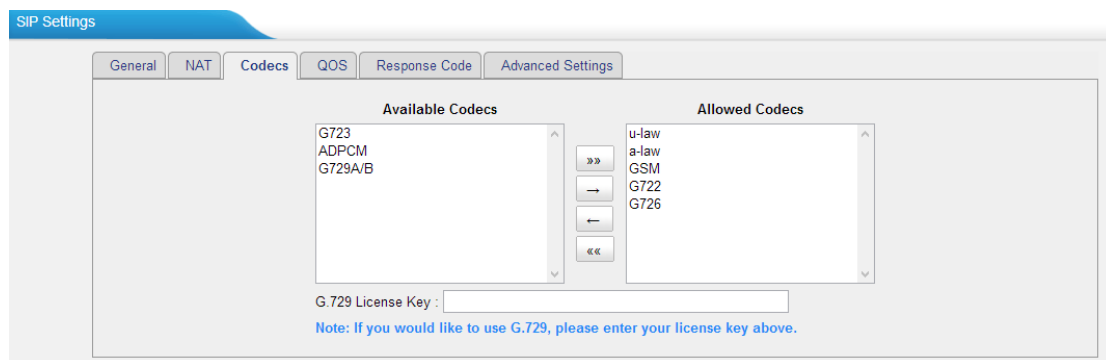 SIP Settings
General NAT Codecs QOS Response Code Advanced Settings
Available Codecs
G723
ADPCM
G729A/B
»»
→
←
««
Allowed Codecs
u-law
a-law
GSM
G722
G726
G.729 License Key :
Note: If you would like to use G.729, please enter your license key above.